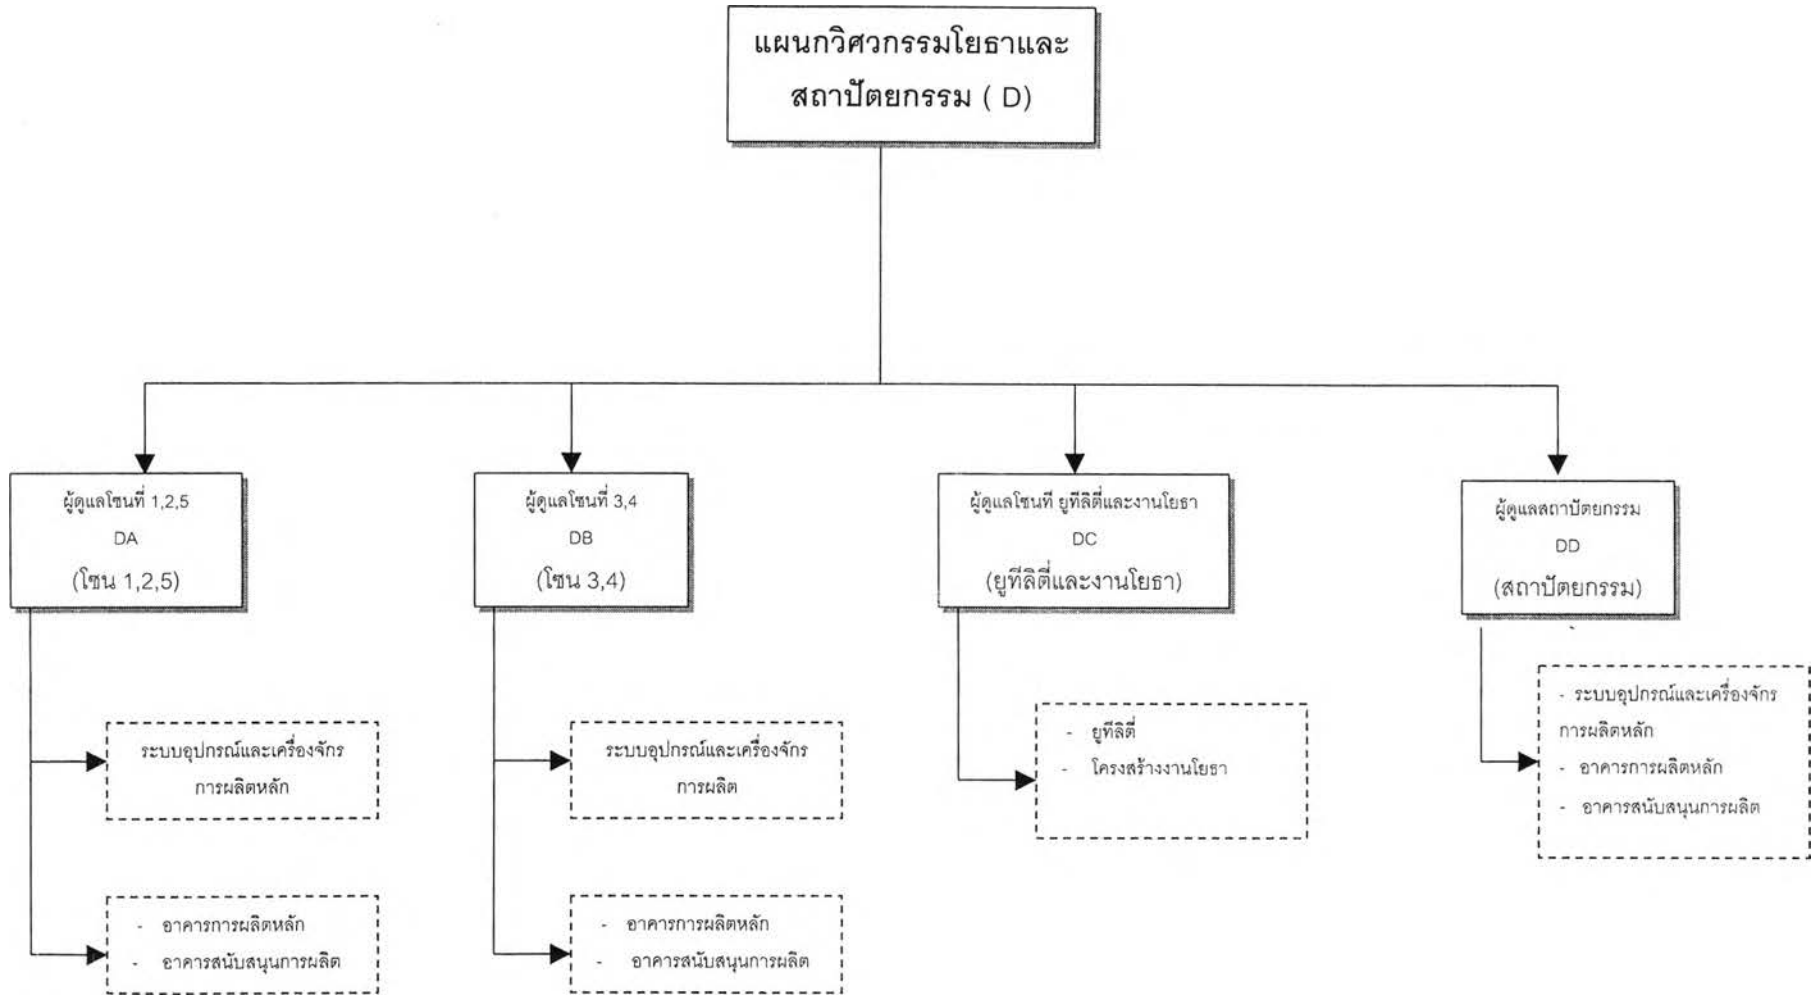 แผนกวิศวกรรมโยธาและ
สถาปัตยกรรม ( D)
ผู้ดูแลโซนที่ 1,2,5
DA
(โซน 1,2,5)
ผู้ดูแลโซนที่ 3,4
DB
(โซน 3,4)
ผู้ดูแลโซนที่ ยูทีลิตี่และงานโยธา
DC
(ยูทีลิตี่และงานโยธา)
ผู้ดูแลสถาปัตยกรรม
DD
(สถาปัตยกรรม)
ระบบอุปกรณ์และเครื่องจักร
การผลิตหลัก
- อาคารการผลิตหลัก
- อาคารสนับสนุนการผลิต
ระบบอุปกรณ์และเครื่องจักร
การผลิต
- อาคารการผลิตหลัก
- อาคารสนับสนุนการผลิต
- ยูทีลิตี่
- โครงสร้างงานโยธา
- ระบบอุปกรณ์และเครื่องจักร
การผลิตหลัก
- อาคารการผลิตหลัก
- อาคารสนับสนุนการผลิต